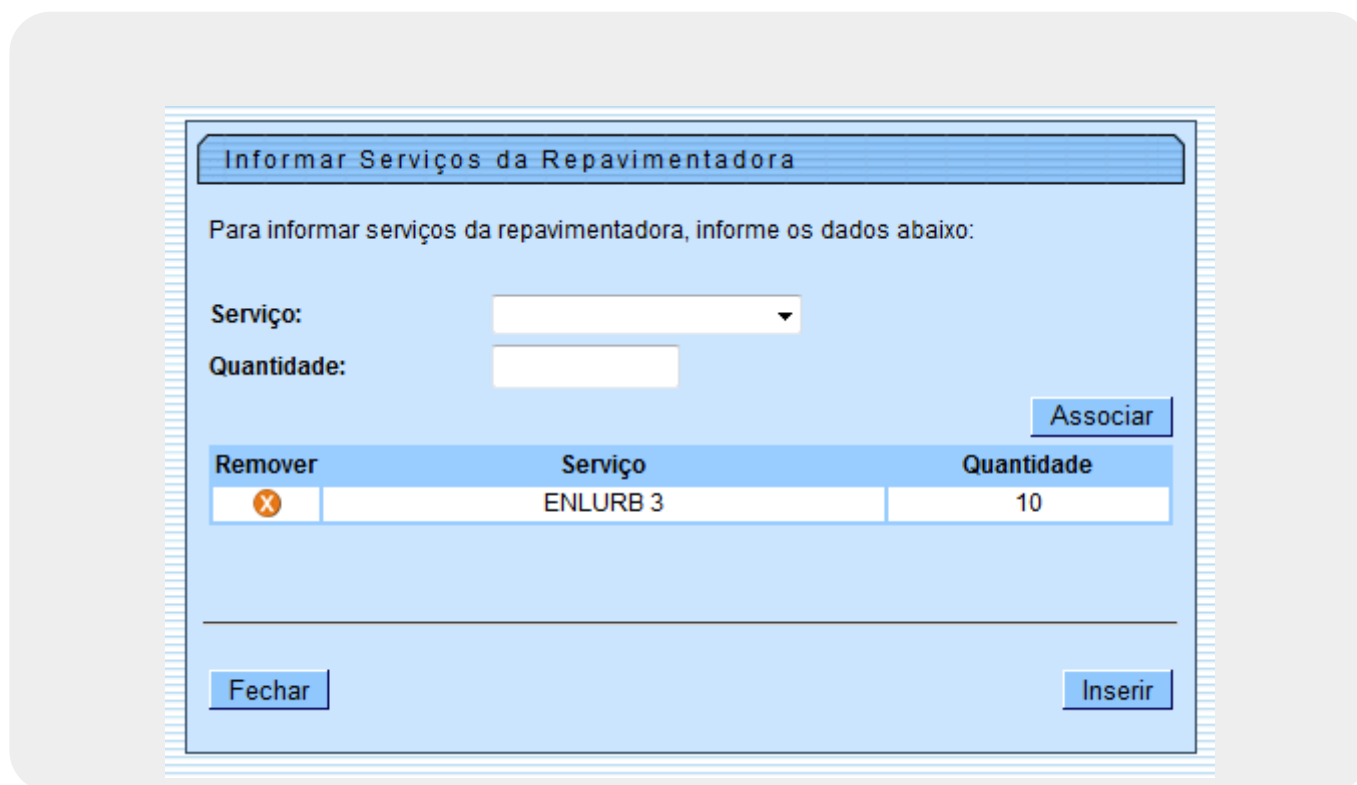 Informar Serviços da Repavimentadora
Para informar serviços da repavimentadora, informe os dados abaixo:
Serviço:
Quantidade:
Associar
Remover Serviço Quantidade
X ENLURB 3 10
Fechar Inserir